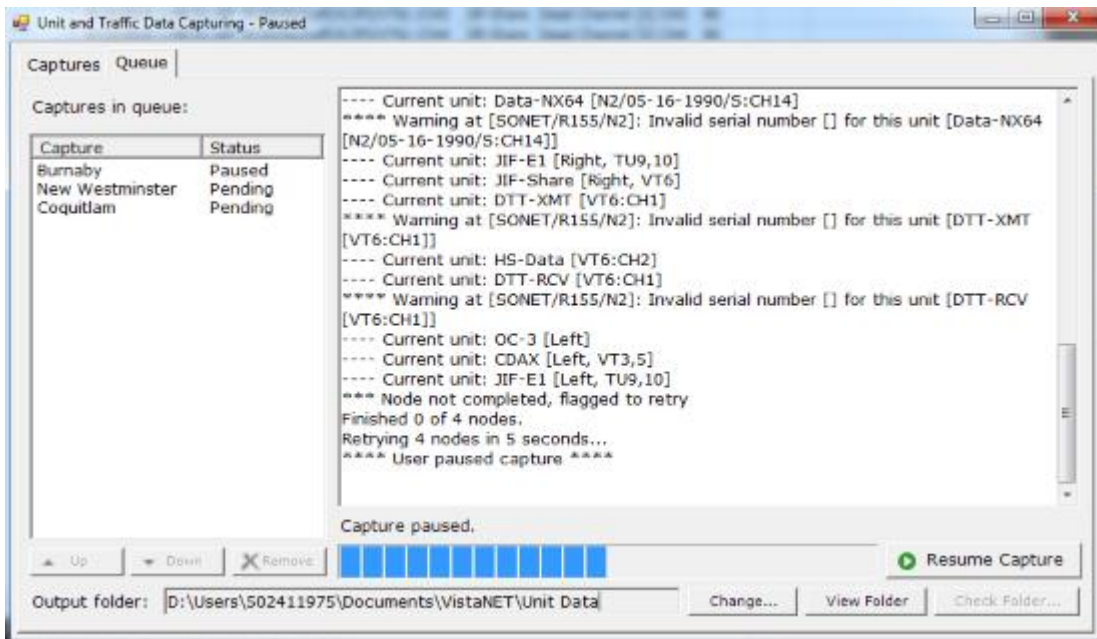 Unit and Traffic Data Capturing - Paused
Captures
Queue
Captures in queue:
Capture Status
Burnaby Paused
New Westminster Pending
Coquitlam Pending
---- Current unit: Data-NX64 [N2/05-16-1990/S:CH14]
**** Warning at [SONET/R155/N2]: Invalid serial number [] for this unit [Data-NX64
[N2/05-16-1990/S:CH14]]
---- Current unit: JIF-E1 [Right, TU9,10]
---- Current unit: JIF-Share [Right, VT6]
---- Current unit: DTT-XMT [VT6:CH1]
**** Warning at [SONET/R155/N2]: Invalid serial number [] for this unit [DTT-XMT
[VT6:CH1]]
---- Current unit: HS-Data [VT6:CH2]
---- Current unit: DTT-RCV [VT6:CH1]
**** Warning at [SONET/R155/N2]: Invalid serial number [] for this unit [DTT-RCV
[VT6:CH1]]
---- Current unit: OC-3 [Left]
---- Current unit: CDAX [Left, VT3,5]
---- Current unit: JIF-E1 [Left, TU9,10]
*** Node not completed, flagged to retry
Finished 0 of 4 nodes.
Retrying 4 nodes in 5 seconds...
**** User paused capture ****
Capture paused.
Up Down Remove
Resume Capture
Output folder: D:\Users\502411975\Documents\VistaNET\Unit Data
Change... View Folder Check Folder...